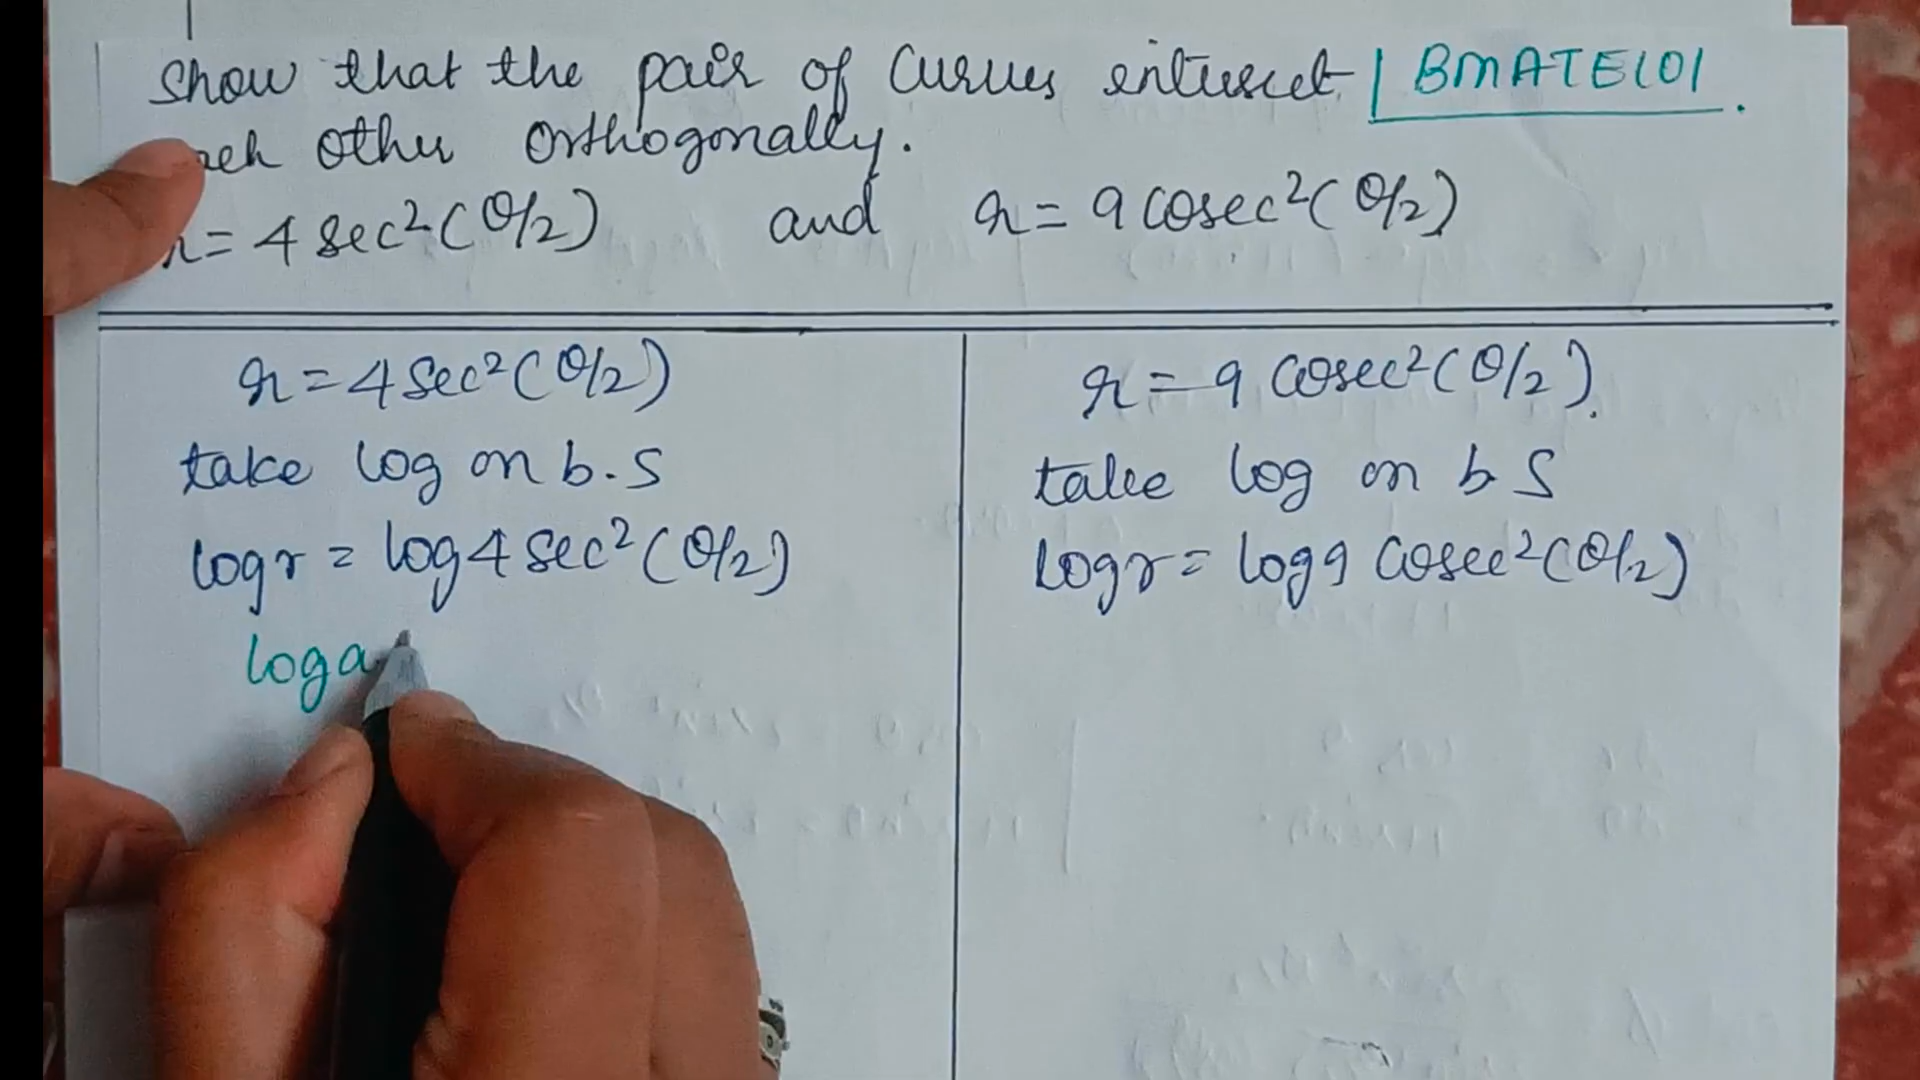 Show that the pair of Curves intersect BMATE101.
other Orthogonally.
r = 4 sec²(θ/2) and r = 9 cosec²(θ/2)
r = 4 sec²(θ/2)
take log on b.s
log r = log 4 sec²(θ/2)
log a
r = 9 cosec²(θ/2).
take log on b s
log r = log 9 cosec²(θ/2)